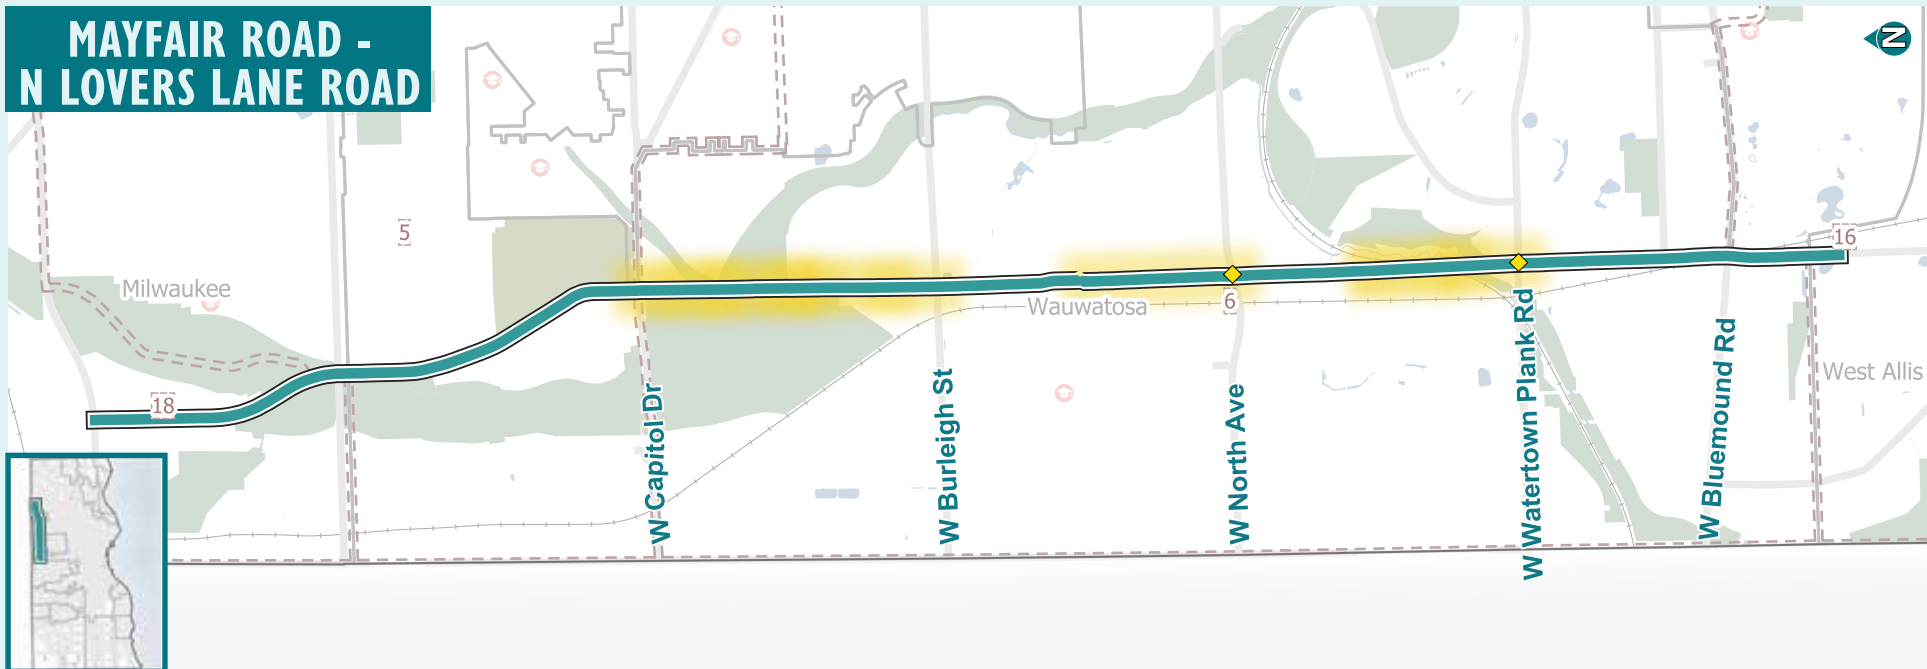 MAYFAIR ROAD -
N LOVERS LANE ROAD
N
5
16
Milwaukee
Wauwatosa
6
18
West Allis
W Capitol Dr
W Burleigh St
W North Ave
W Watertown Plank Rd
W Bluemound Rd